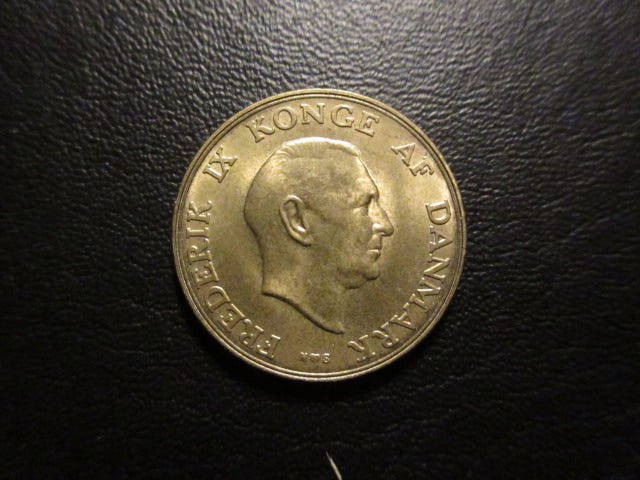 FREDERIK IX KONGE AF DANMARK